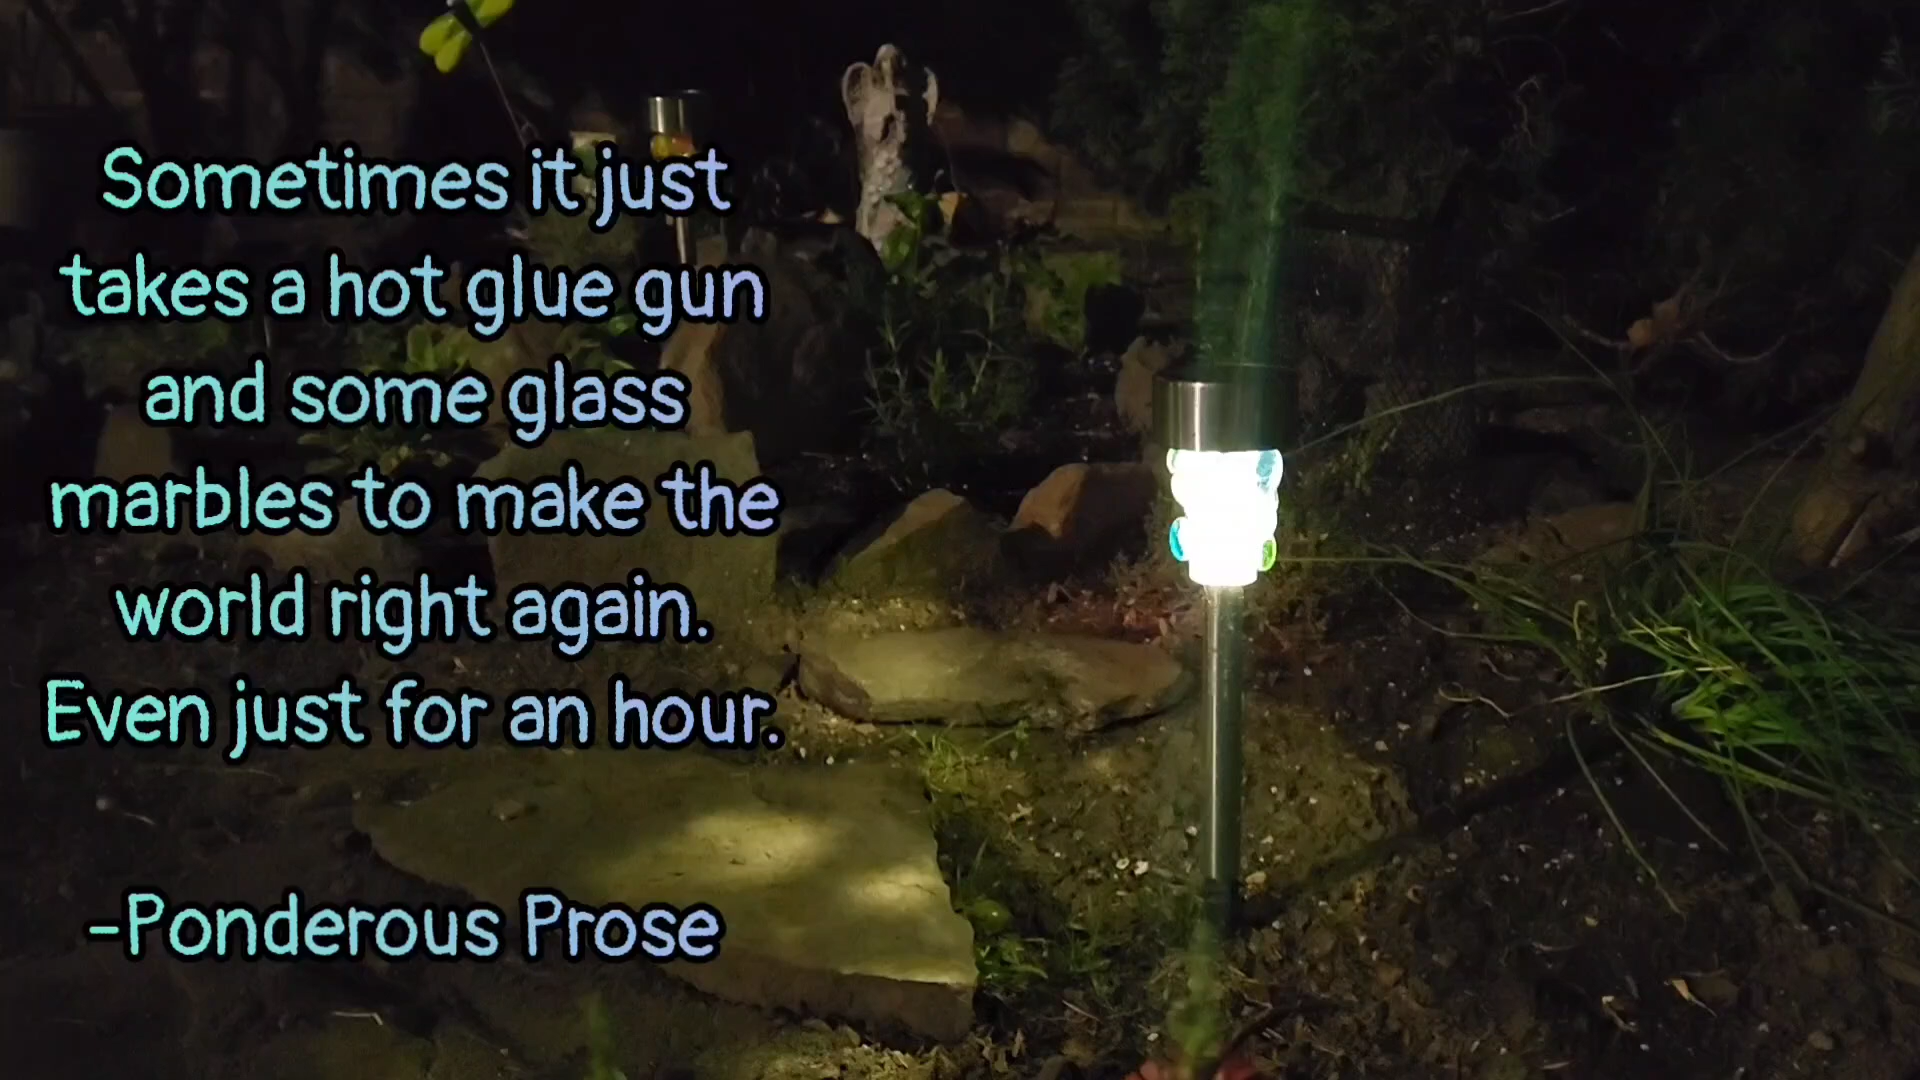 Sometimes it just
takes a hot glue gun
and some glass
marbles to make the
world right again.
Even just for an hour.
-Ponderous Prose